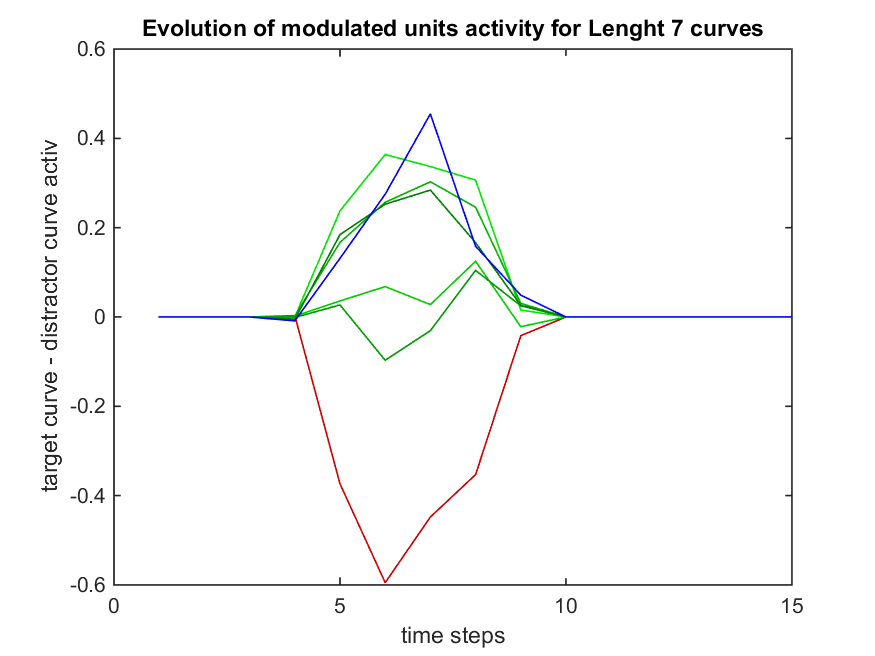 Evolution of modulated units activity for Lenght 7 curves
0.6
0.4
0.2
0
-0.2
-0.4
-0.6
target curve - distractor curve activ
0 5 10 15
time steps